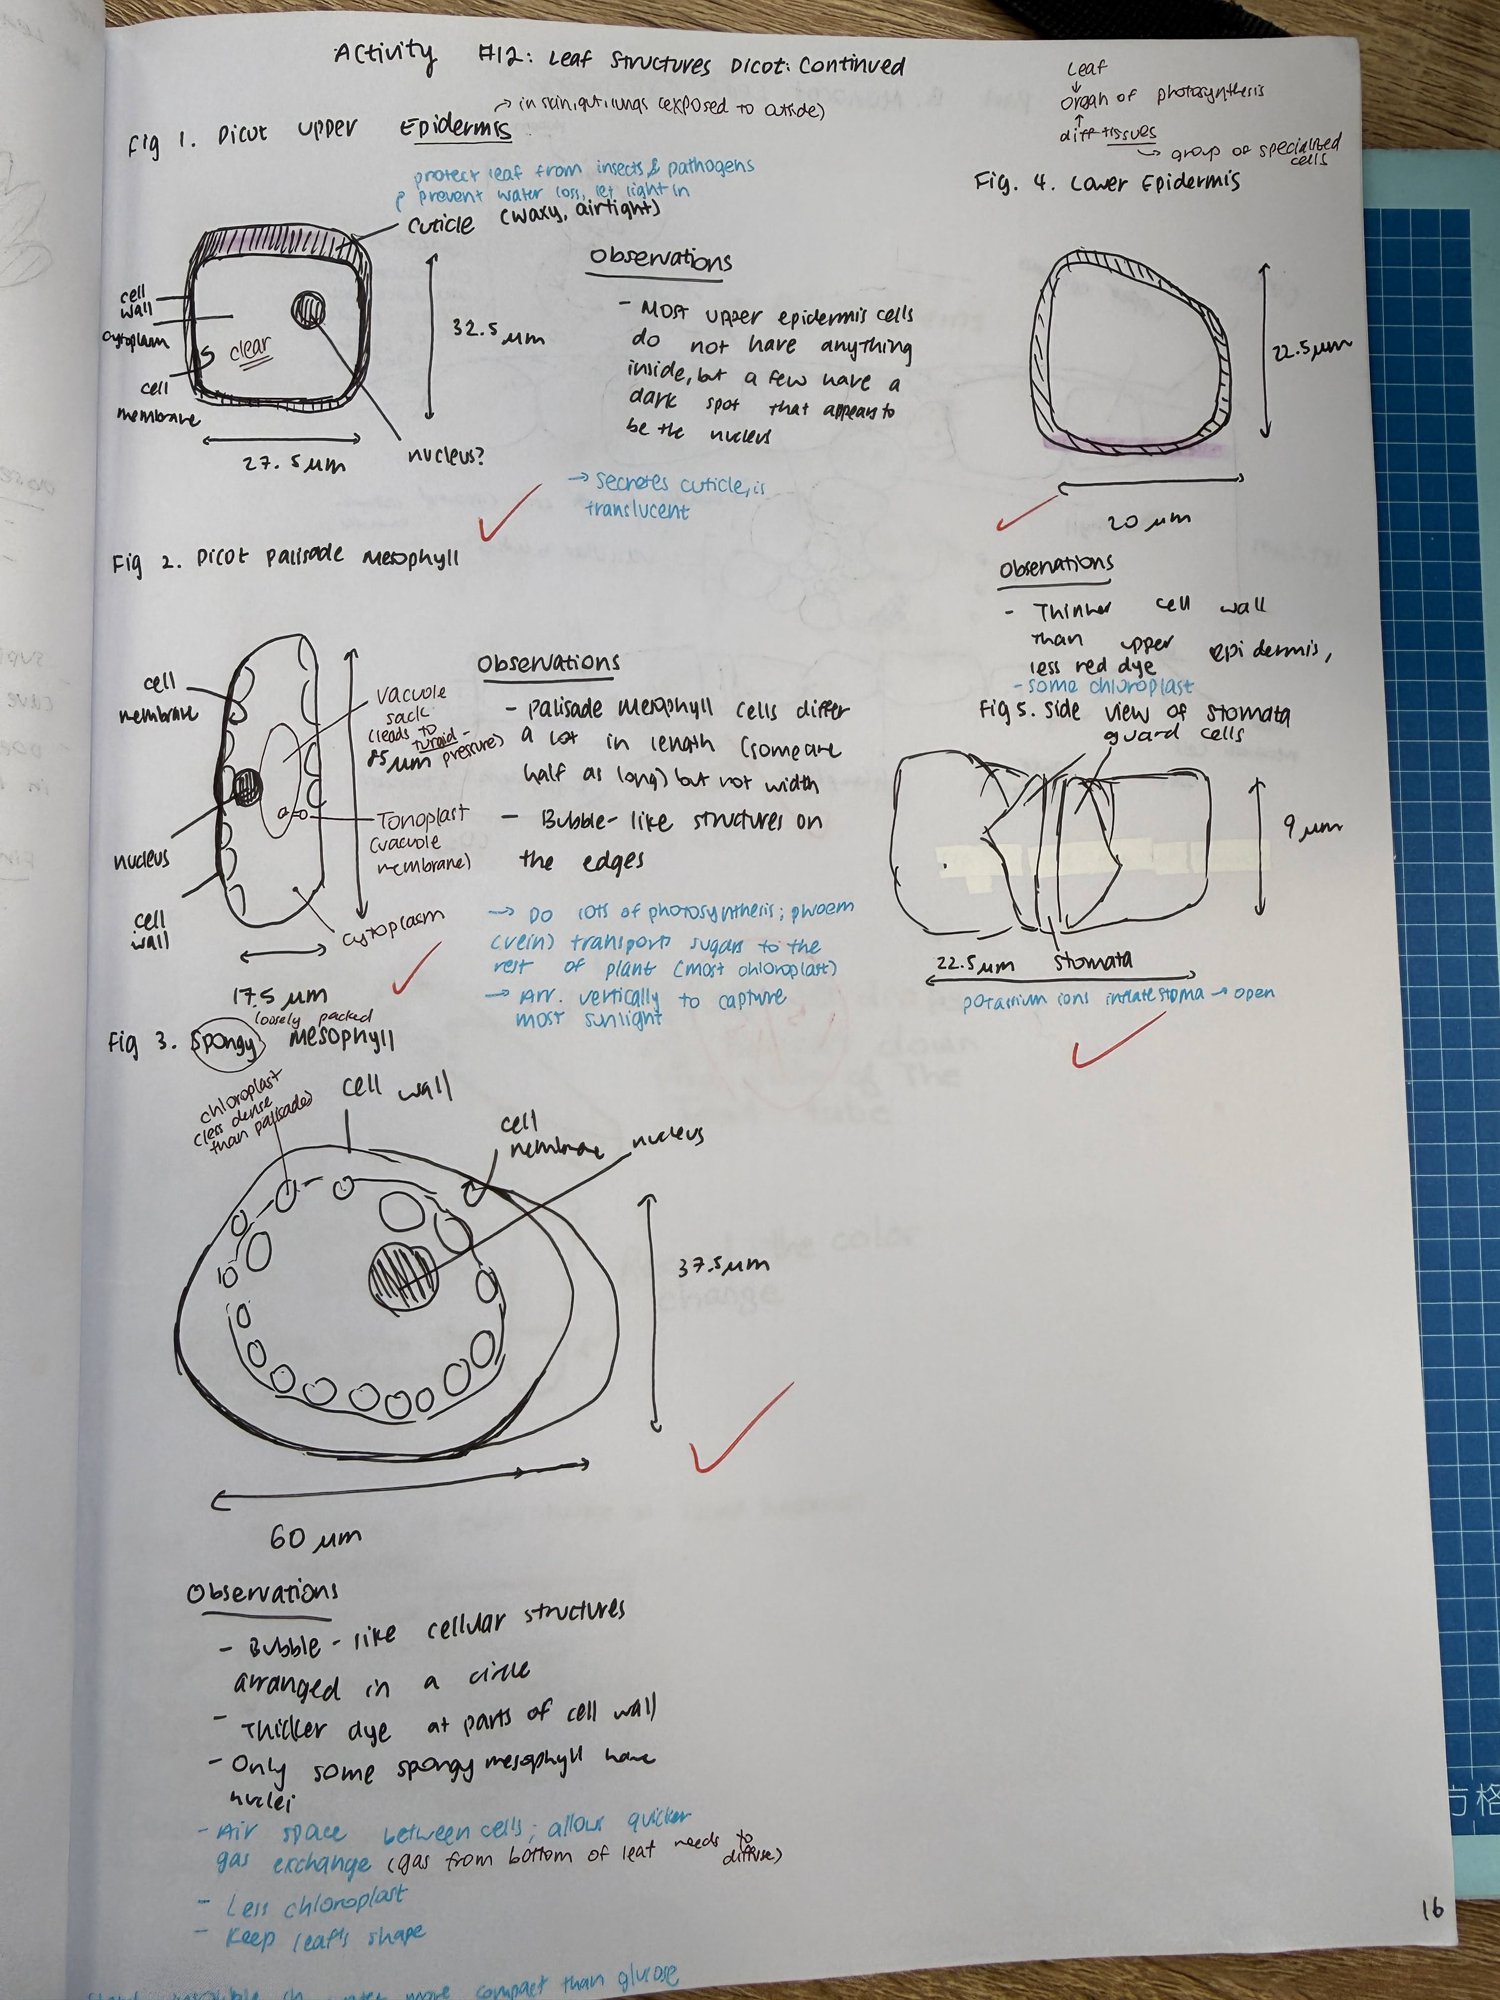 Activity #12: Leaf Structures Dicot: Continued
Leaf
organ of photosynthesis
diff tissues
group of specialized
cells
in skin, gut, lungs (exposed to outside)
Fig 1. Dicot Upper Epidermis
protect leaf from insects & pathogens
& prevent water loss, let light in
cuticle (waxy, airtight)
cell
wall
cytoplasm
clear
cell
membrane
32.5 μm
27.5 μm
nucleus?
Observations
- Most upper epidermis cells
do not have anything
inside, but a few have a
dark spot that appears to
be the nucleus
→ secretes cuticle, is
translucent
Fig 2. Dicot Palisade Mesophyll
cell
membrane
vacuole
sack
(leads to
turgid-
pressure)
85 μm
Tonoplast
(vacuole
membrane)
nucleus
cell
wall
cytoplasm
17.5 μm
Observations
- Palisade mesophyll cells differ
a lot in length (some are
half as long) but not width
- Bubble-like structures on
the edges
→ Do lots of photosynthesis; phloem
(vein) transports sugars to the
rest of plant (most chloroplast)
→ Arr. vertically to capture
most sunlight
loosely packed
Fig 3. Spongy Mesophyll
chloroplast
(less dense
than palisade)
cell wall
cell
membrane
nucleus
37.5 μm
60 μm
Observations
- Bubble-like cellular structures
arranged in a circle
- Thicker dye at parts of cell wall
- Only some spongy mesophyll have
nuclei
- Air space between cells; allows quicker
gas exchange (gas from bottom of leaf needs to
diffuse)
- Less chloroplast
- Keep leaf's shape
more compact than glucose
Fig. 4. Lower Epidermis
22.5 μm
20 μm
Observations
- Thinner cell wall
than upper epidermis,
less red dye
- some chloroplast
Fig 5. Side view of stomata
guard cells
9 μm
22.5 μm
stomata
potassium ions inflate stoma → open
16
方格